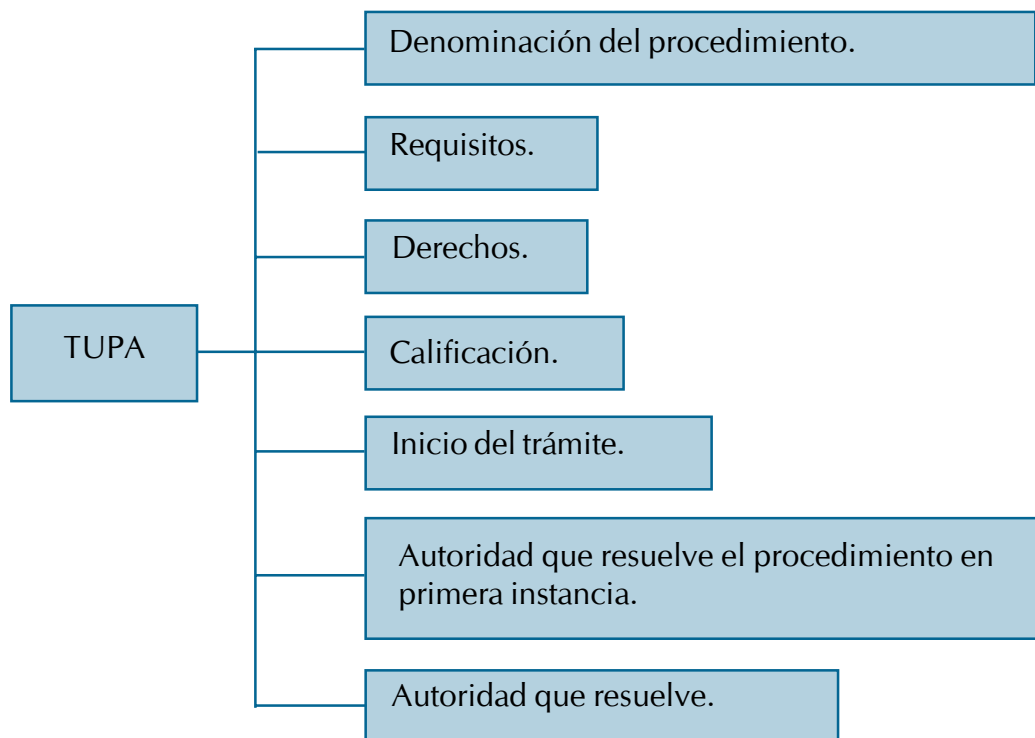 Denominación del procedimiento.
Requisitos.
Derechos.
TUPA
Calificación.
Inicio del trámite.
Autoridad que resuelve el procedimiento en
primera instancia.
Autoridad que resuelve.